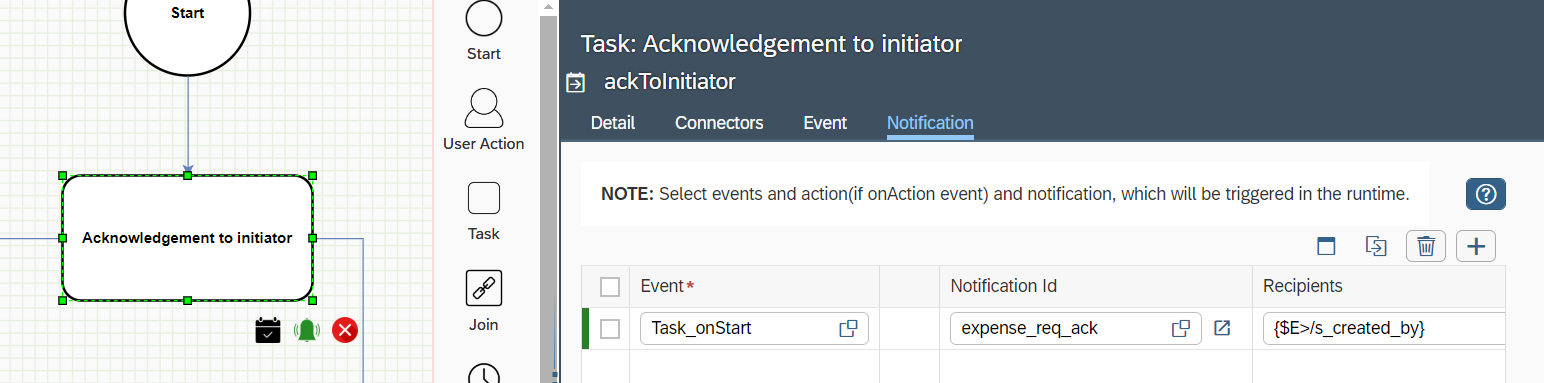 Start
Acknowledgement to initiator
Start
User Action
Task
Join
Task: Acknowledgement to initiator
ackToInitiator
Detail Connectors Event Notification
NOTE: Select events and action(if onAction event) and notification, which will be triggered in the runtime.
Event* Notification Id Recipients
Task_onStart expense_req_ack {$E>/s_created_by}